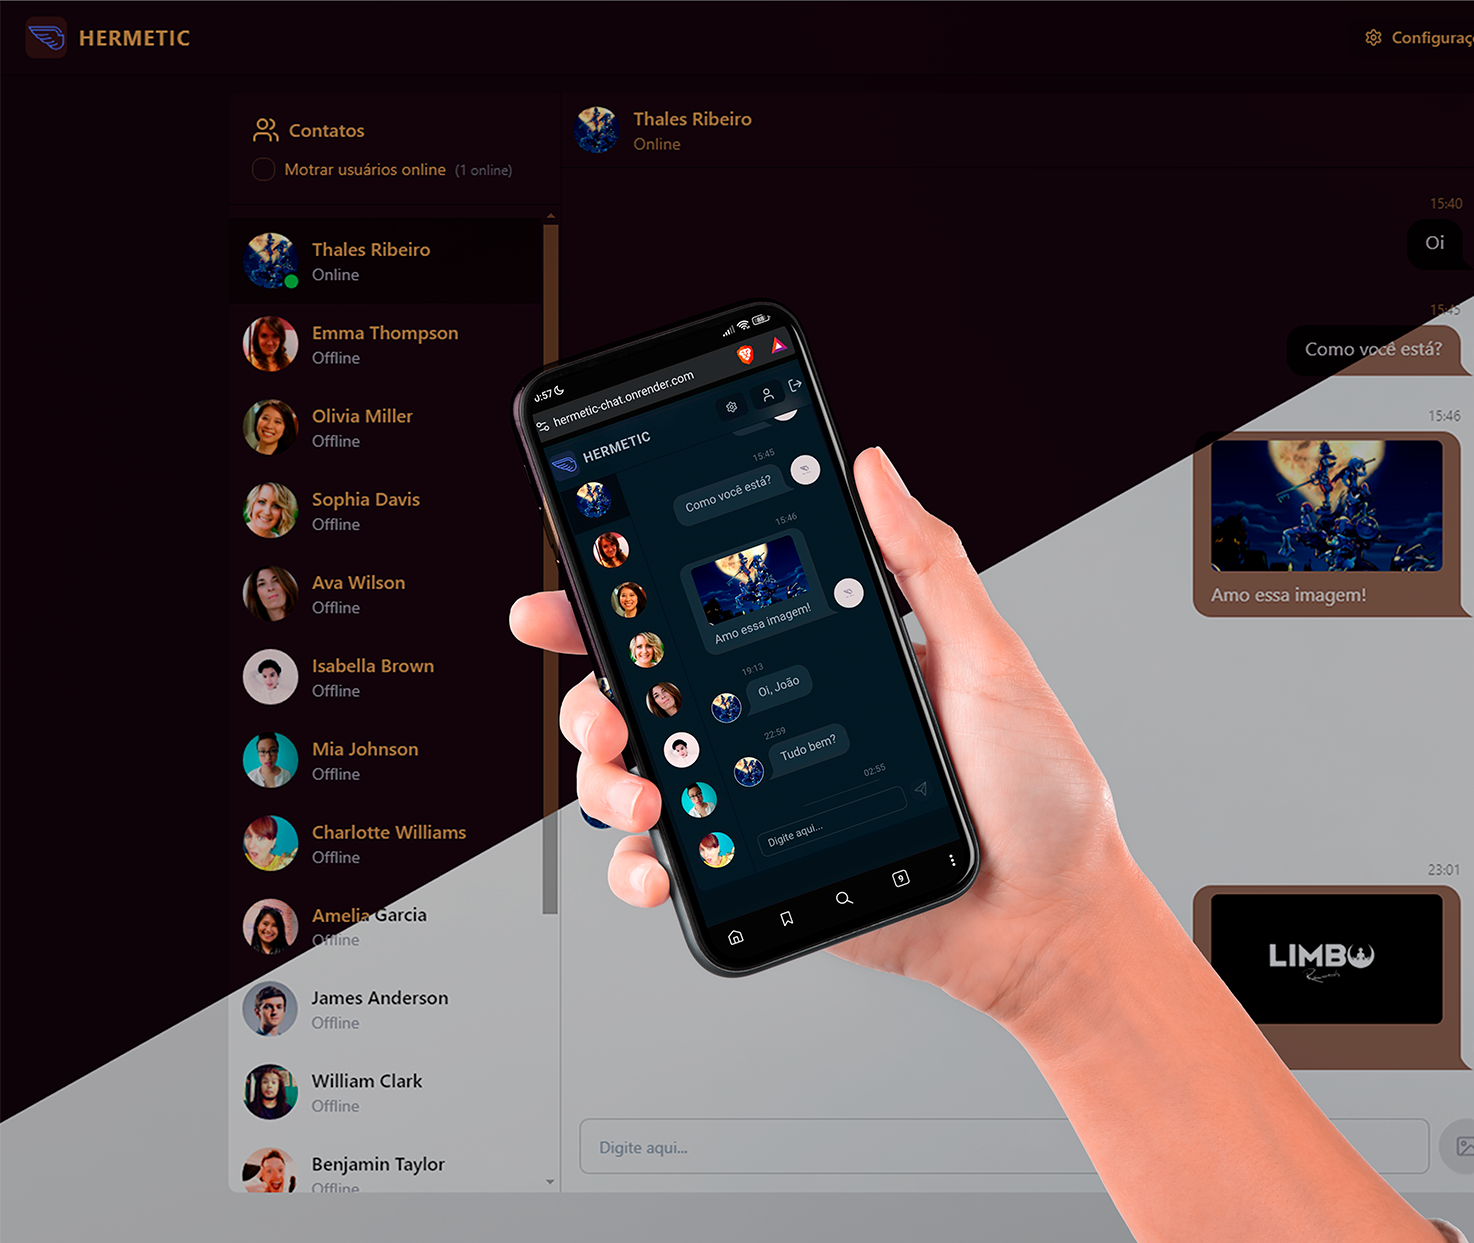 HERMETIC
Configuraç
Contatos
Motrar usuários online (1 online)
Thales Ribeiro
Online
Emma Thompson
Offline
Olivia Miller
Offline
Sophia Davis
Offline
Ava Wilson
Offline
Isabella Brown
Offline
Mia Johnson
Offline
Charlotte Williams
Offline
Amelia Garcia
Offline
James Anderson
Offline
William Clark
Offline
Benjamin Taylor
Offline
Thales Ribeiro
Online
15:40
Oi
15:45
Como você está?
15:46
Amo essa imagem!
23:01
LIMBO
Digite aqui...
:57
88
hermetic-chat.onrender.com
HERMETIC
15:45
Como você está?
15:46
Amo essa imagem!
19:13
Oi, João
22:59
Tudo bem?
02:55
Digite aqui...
9